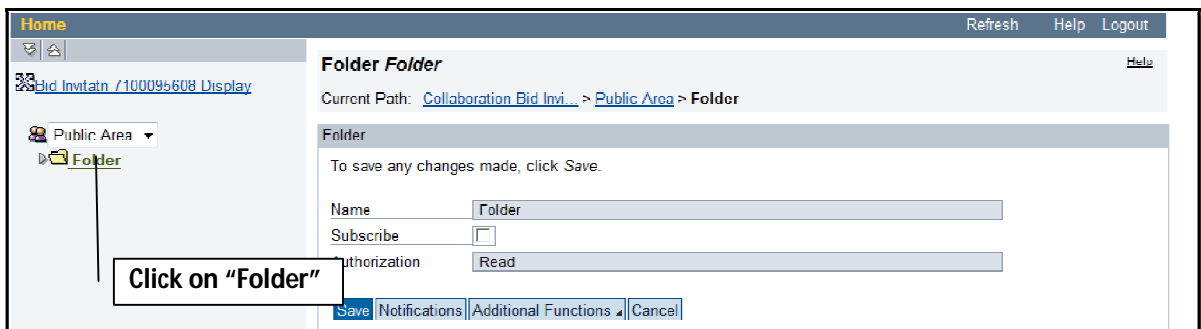 Home Refresh Help Logout
Bid Invitatn 7100095608 Display
Public Area
Folder
Click on “Folder”
Folder Folder Help
Current Path: Collaboration Bid Invi... > Public Area > Folder
Folder
To save any changes made, click Save.
Name Folder
Subscribe
Authorization Read
Save Notifications Additional Functions Cancel